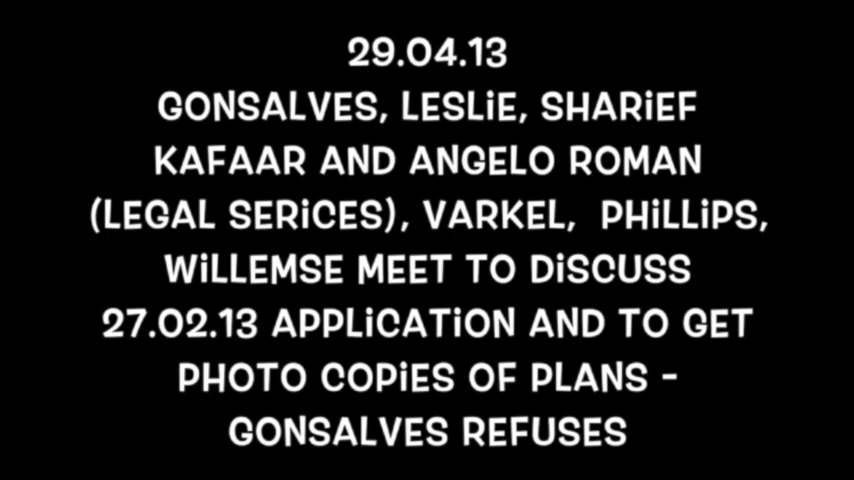 29.04.13
GONSALVES, LESLiE, SHARiEF
KAFAAR AND ANGELO ROMAN
(LEGAL SERiCES), VARKEL, PHiLLiPS,
WiLLEMSE MEET TO DiSCUSS
27.02.13 APPLiCATiON AND TO GET
PHOTO COPiES OF PLANS -
GONSALVES REFUSES